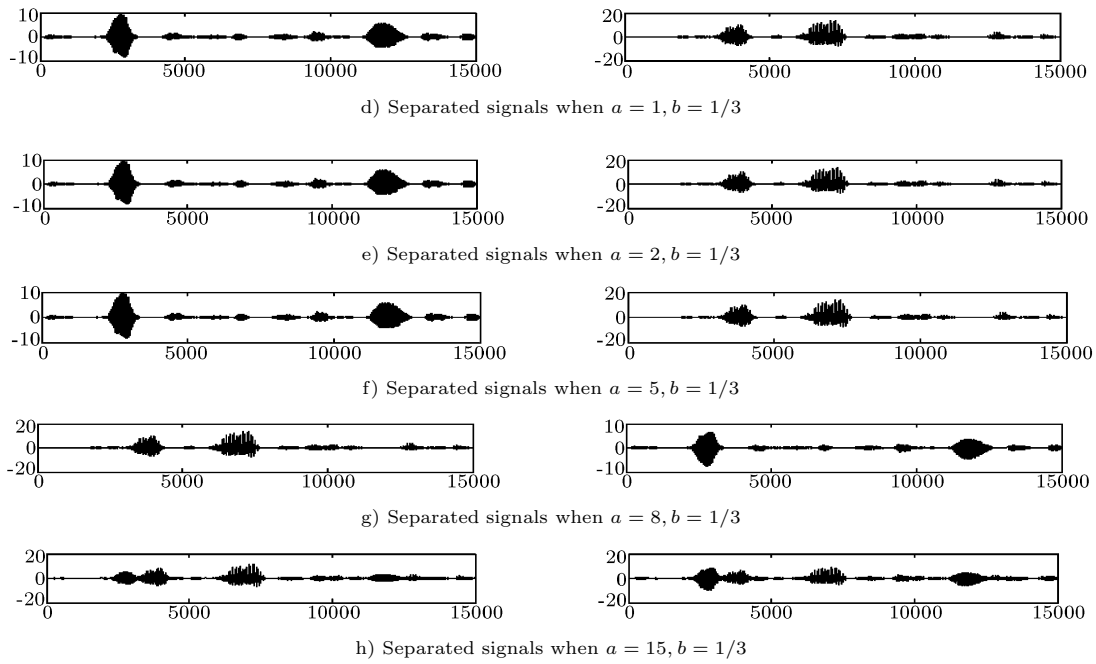 10 20
0 0
-10 -20
0 5000 10000 15000 0 5000 10000 15000
d) Separated signals when a = 1, b = 1/3
10 20
0 0
-10 -20
0 5000 10000 15000 0 5000 10000 15000
e) Separated signals when a = 2, b = 1/3
10 20
0 0
-10 -20
0 5000 10000 15000 0 5000 10000 15000
f) Separated signals when a = 5, b = 1/3
20 10
0 0
-20 -10
0 5000 10000 15000 0 5000 10000 15000
g) Separated signals when a = 8, b = 1/3
20 20
0 0
-20 -20
0 5000 10000 15000 0 5000 10000 15000
h) Separated signals when a = 15, b = 1/3